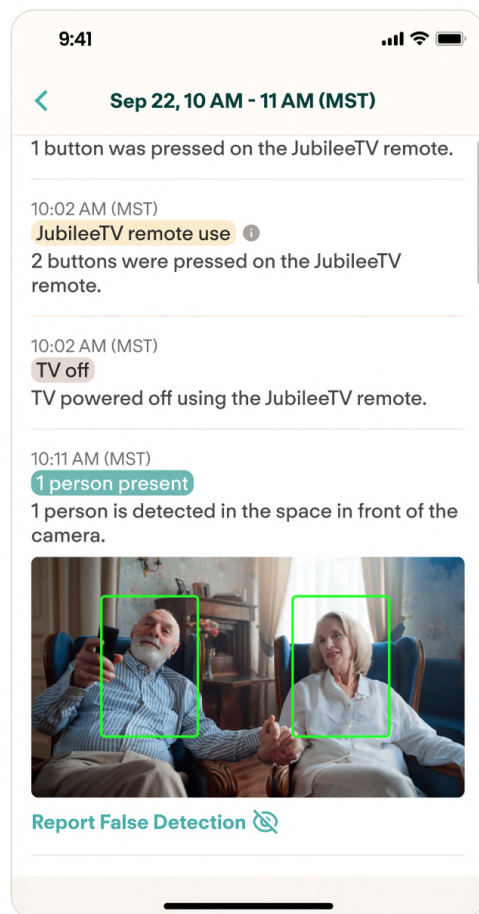 9:41
Sep 22, 10 AM - 11 AM (MST)
1 button was pressed on the JubileeTV remote.
10:02 AM (MST)
JubileeTV remote use
2 buttons were pressed on the JubileeTV
remote.
10:02 AM (MST)
TV off
TV powered off using the JubileeTV remote.
10:11 AM (MST)
1 person present
1 person is detected in the space in front of the
camera.
Report False Detection